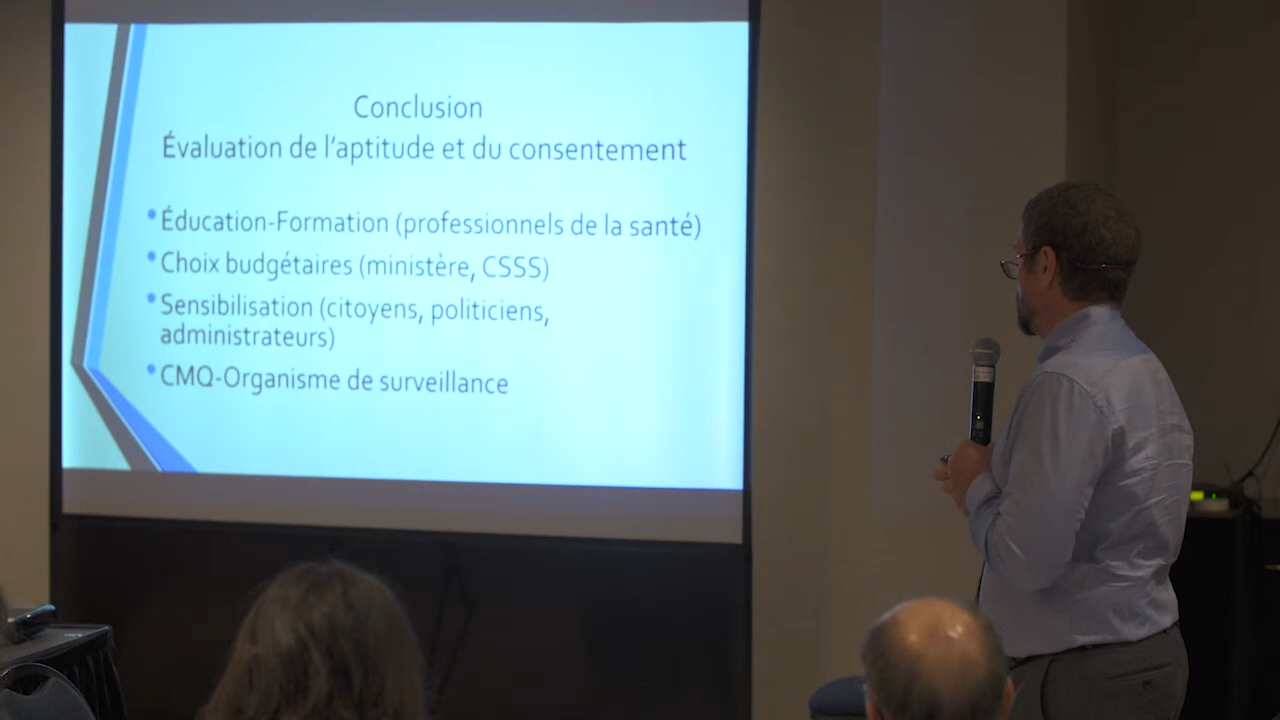 Conclusion
Évaluation de l'aptitude et du consentement
• Éducation-Formation (professionnels de la santé)
• Choix budgétaires (ministère, CSSS)
• Sensibilisation (citoyens, politiciens,
administrateurs)
• CMQ-Organisme de surveillance